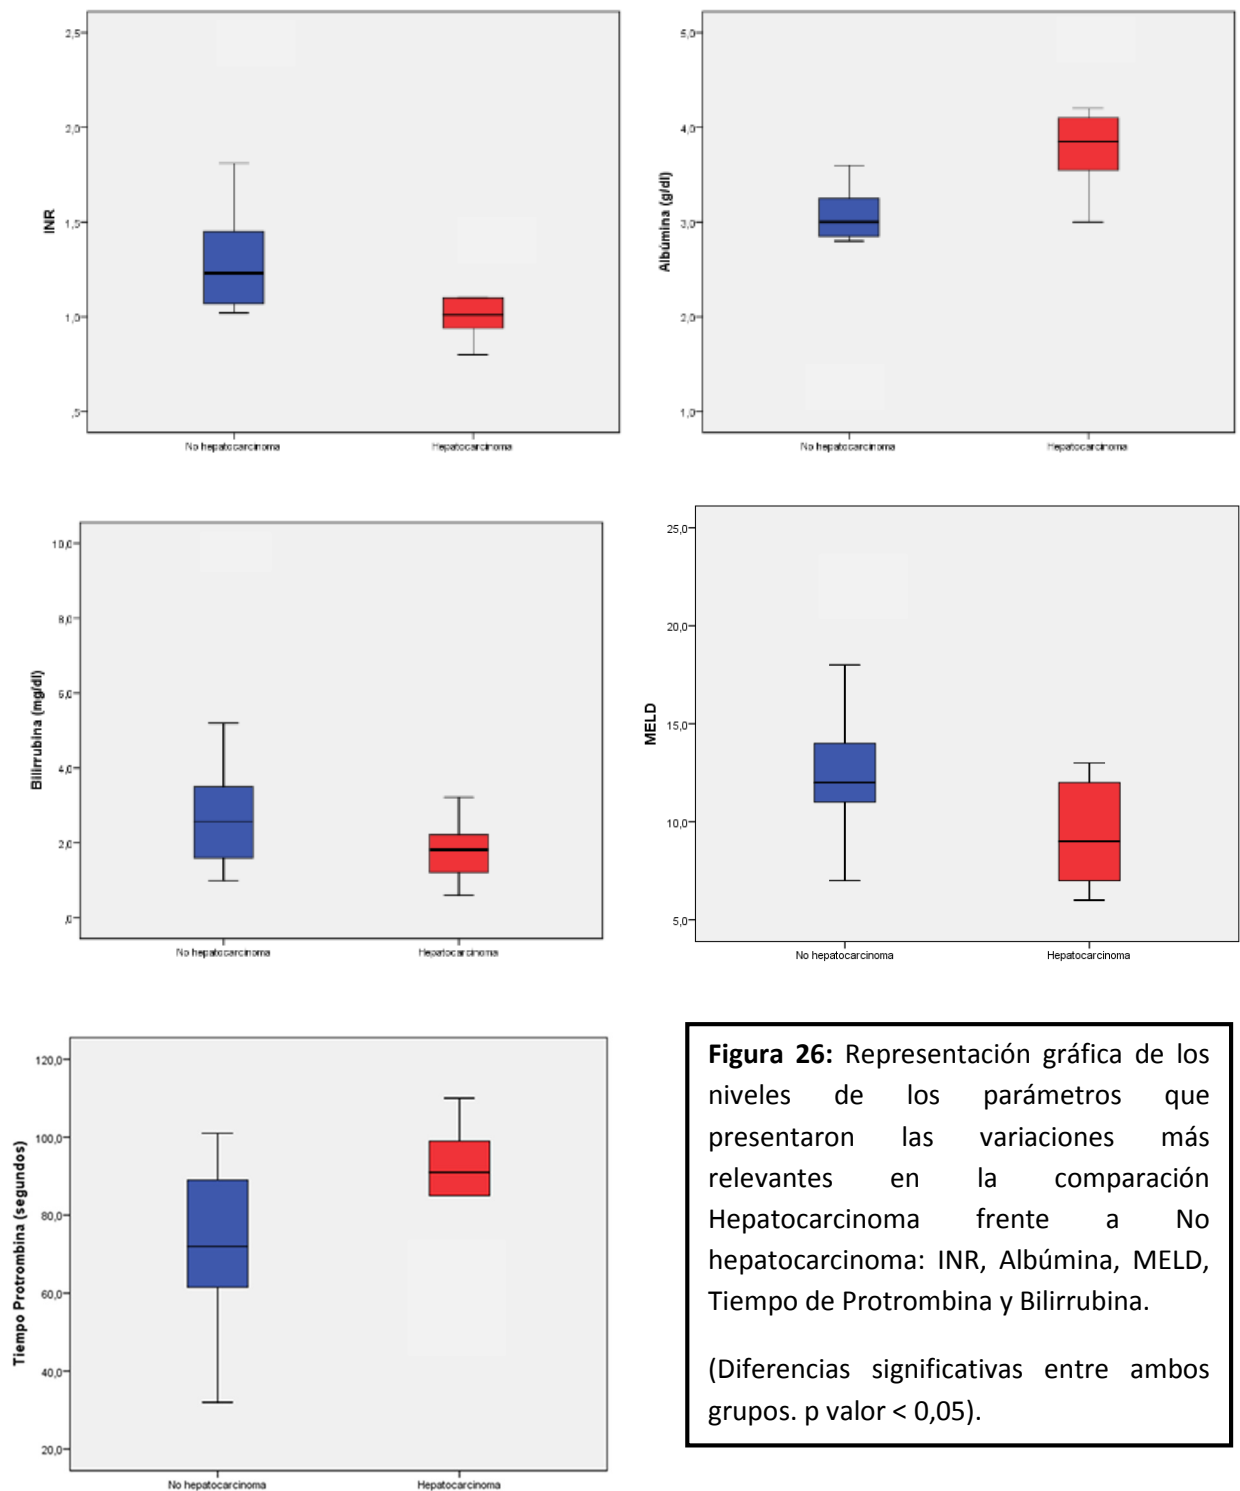 2,5
2,0
1,5
1,0
,5
INR
No hepatocarcinoma
Hepatocarcinoma
5,0
4,0
3,0
2,0
1,0
Albúmina (g/dl)
No hepatocarcinoma
Hepatocarcinoma
10,0
8,0
6,0
4,0
2,0
,0
Bilirrubina (mg/dl)
No hepatocarcinoma
Hepatocarcinoma
25,0
20,0
15,0
10,0
5,0
MELD
No hepatocarcinoma
Hepatocarcinoma
120,0
100,0
80,0
60,0
40,0
20,0
Tiempo Protrombina (segundos)
No hepatocarcinoma
Hepatocarcinoma
Figura 26: Representación gráfica de los
niveles de los parámetros que
presentaron las variaciones más
relevantes en la comparación
Hepatocarcinoma frente a No
hepatocarcinoma: INR, Albúmina, MELD,
Tiempo de Protrombina y Bilirrubina.
(Diferencias significativas entre ambos
grupos. p valor < 0,05).